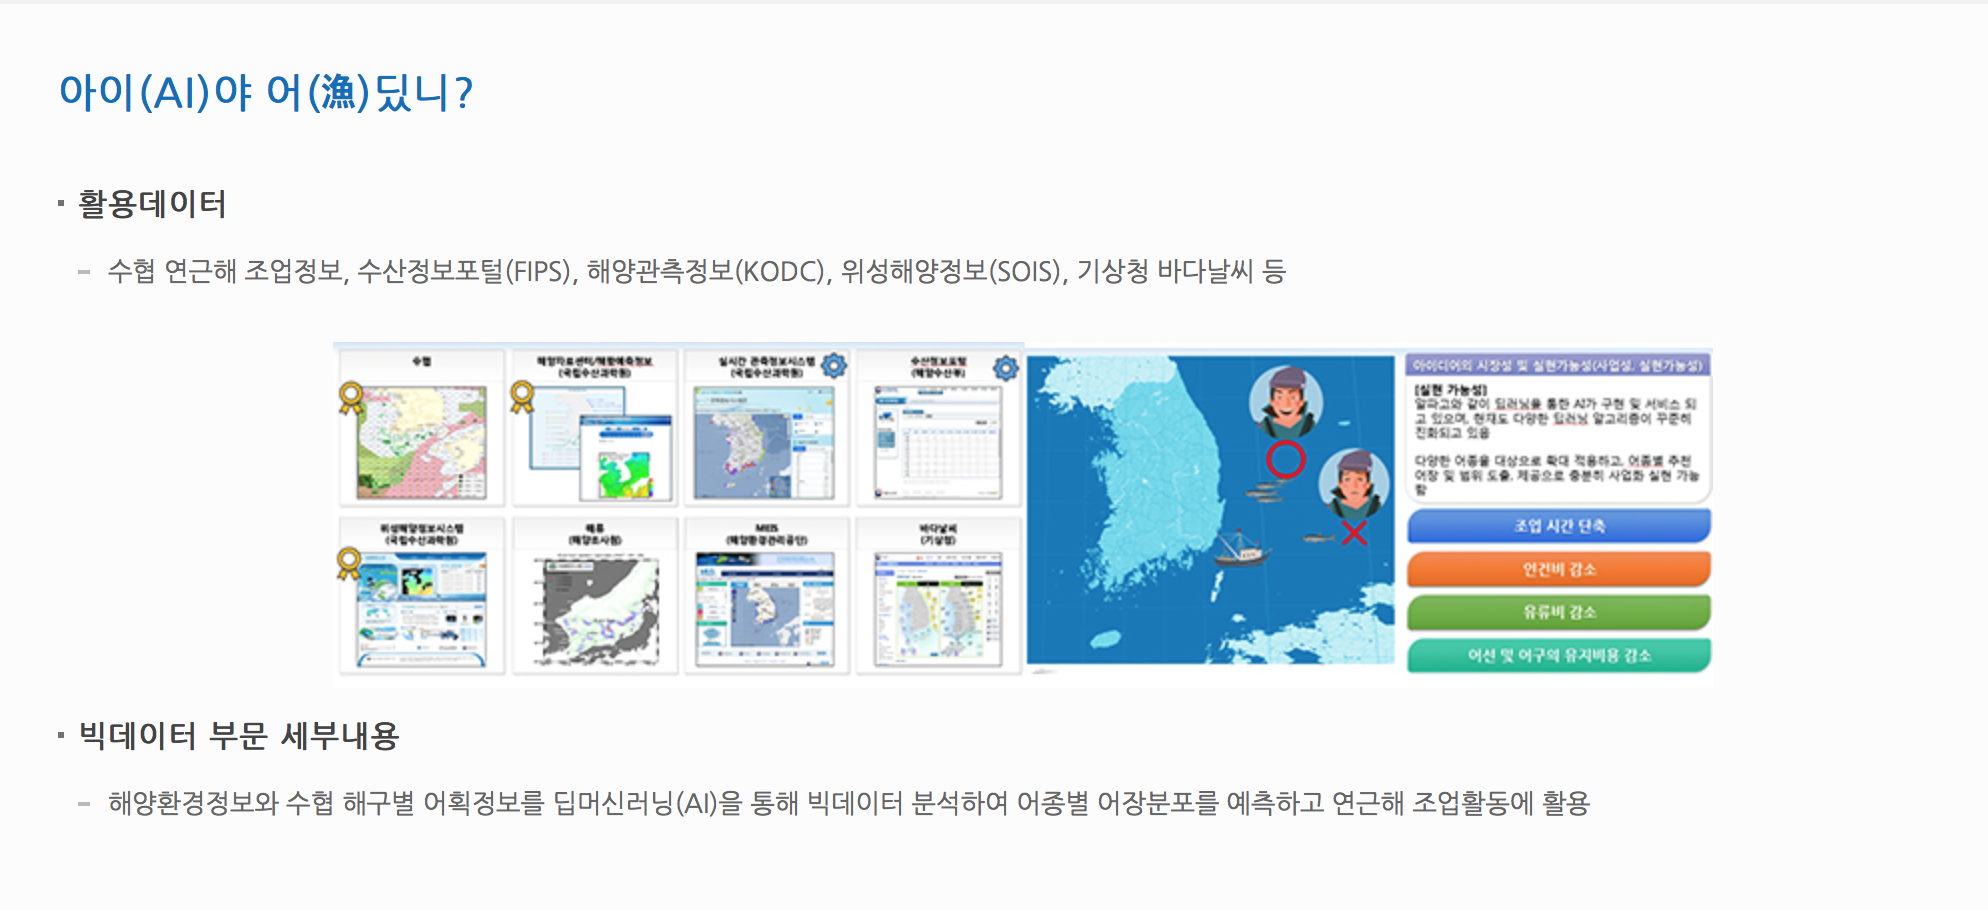 아이(AI)야 어(漁)딨니?
활용데이터
수협 연근해 조업정보, 수산정보포털(FIPS), 해양관측정보(KODC), 위성해양정보(SOIS), 기상청 바다날씨 등
수협
해양자료센터/해황예측정보
(국립수산과학원)
실시간 관측정보시스템
(국립수산과학원)
수산정보포털
(해양수산부)
위성해양정보시스템
(국립수산과학원)
해류
(해양조사원)
MEIS
(해양환경관리공단)
바다날씨
(기상청)
아이디어의 시장성 및 실현가능성(사업성, 실현가능성)
[실현 가능성]
알파고와 같이 딥러닝을 통한 AI가 구현 및 서비스 되
고 있으며, 현재도 다양한 딥러닝 알고리즘이 꾸준히
진화되고 있음
다양한 어종을 대상으로 확대 적용하고, 어종별 추천
어장 및 범위 도출, 제공으로 충분히 사업화 실현 가능
함
조업 시간 단축
인건비 감소
유류비 감소
어선 및 어구의 유지비용 감소
빅데이터 부문 세부내용
해양환경정보와 수협 해구별 어획정보를 딥머신러닝(AI)을 통해 빅데이터 분석하여 어종별 어장분포를 예측하고 연근해 조업활동에 활용